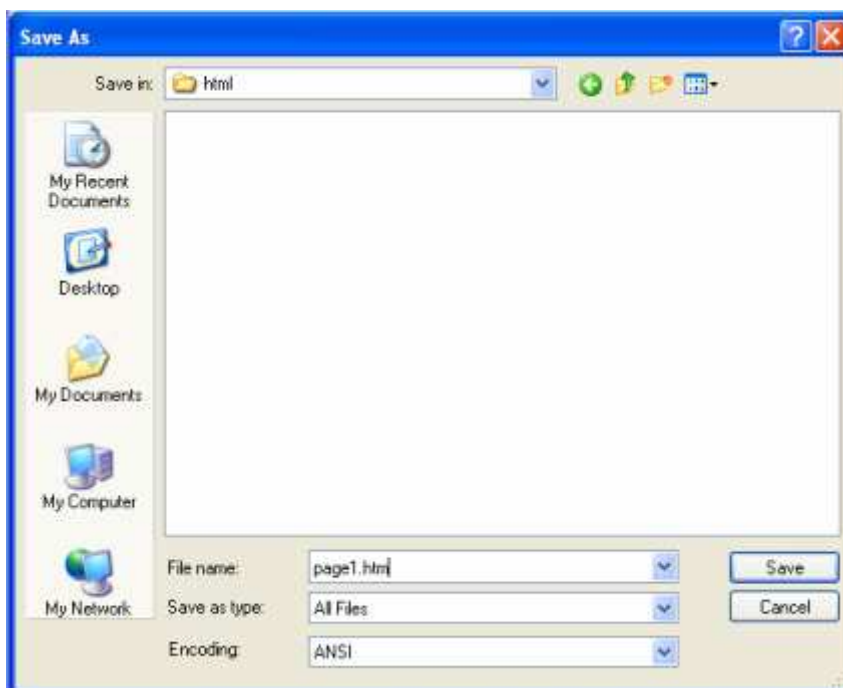 Save As
Save in: html
My Recent
Documents
Desktop
My Documents
My Computer
My Network
File name: page1.htm
Save as type: All Files
Encoding: ANSI
Save
Cancel